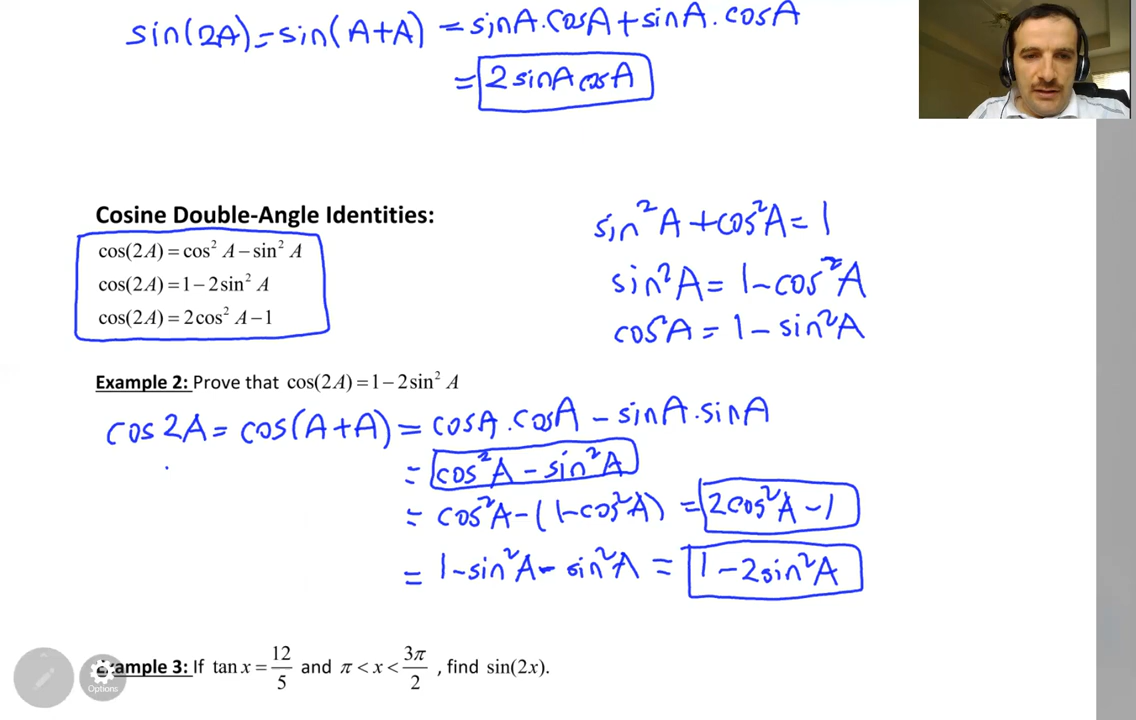 sin(2A)=sin(A+A) =sinA.cosA+sinA.cosA
= 2sinAcosA
Cosine Double-Angle Identities:
cos(2A)=cos² A−sin² A
cos(2A)=1−2sin² A
cos(2A)=2cos² A−1
sin²A+cos²A=1
sin²A=1-cos²A
cos²A=1-sin²A
Example 2: Prove that cos(2A)=1−2sin² A
cos2A=cos(A+A)=cosA.cosA-sinA.sinA
= cos²A-sin²A
= cos²A-(1-cos²A) =2cos²A-1
= 1-sin²A-sin²A = 1-2sin²A
Example 3: If tan x = 12/5 and π < x < 3π/2 , find sin(2x).
Options